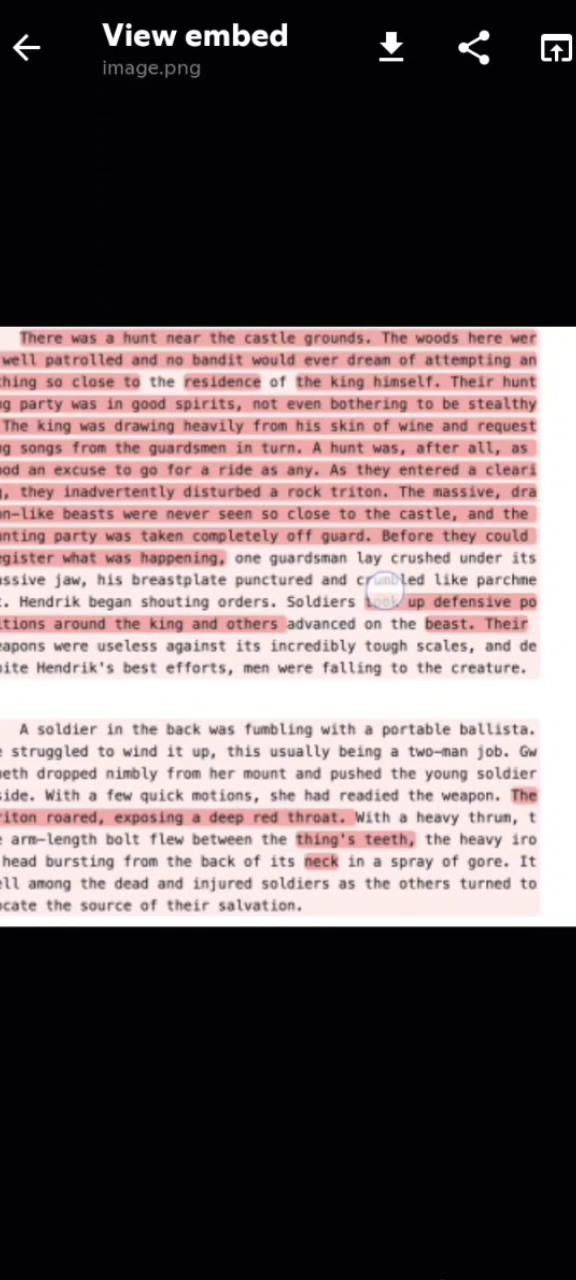 View embed
image.png
There was a hunt near the castle grounds. The woods here wer
well patrolled and no bandit would ever dream of attempting an
thing so close to the residence of the king himself. Their hunt
g party was in good spirits, not even bothering to be stealthy
The king was drawing heavily from his skin of wine and request
g songs from the guardsmen in turn. A hunt was, after all, as
od an excuse to go for a ride as any. As they entered a cleari
, they inadvertently disturbed a rock triton. The massive, dra
n-like beasts were never seen so close to the castle, and the
nting party was taken completely off guard. Before they could
egister what was happening, one guardsman lay crushed under its
assive jaw, his breastplate punctured and crumbled like parchme
. Hendrik began shouting orders. Soldiers took up defensive po
itions around the king and others advanced on the beast. Their
eapons were useless against its incredibly tough scales, and de
pite Hendrik's best efforts, men were falling to the creature.
A soldier in the back was fumbling with a portable ballista.
e struggled to wind it up, this usually being a two-man job. Gw
neth dropped nimbly from her mount and pushed the young soldier
side. With a few quick motions, she had readied the weapon. The
riton roared, exposing a deep red throat. With a heavy thrum, t
e arm-length bolt flew between the thing's teeth, the heavy iro
head bursting from the back of its neck in a spray of gore. It
ell among the dead and injured soldiers as the others turned to
ocate the source of their salvation.